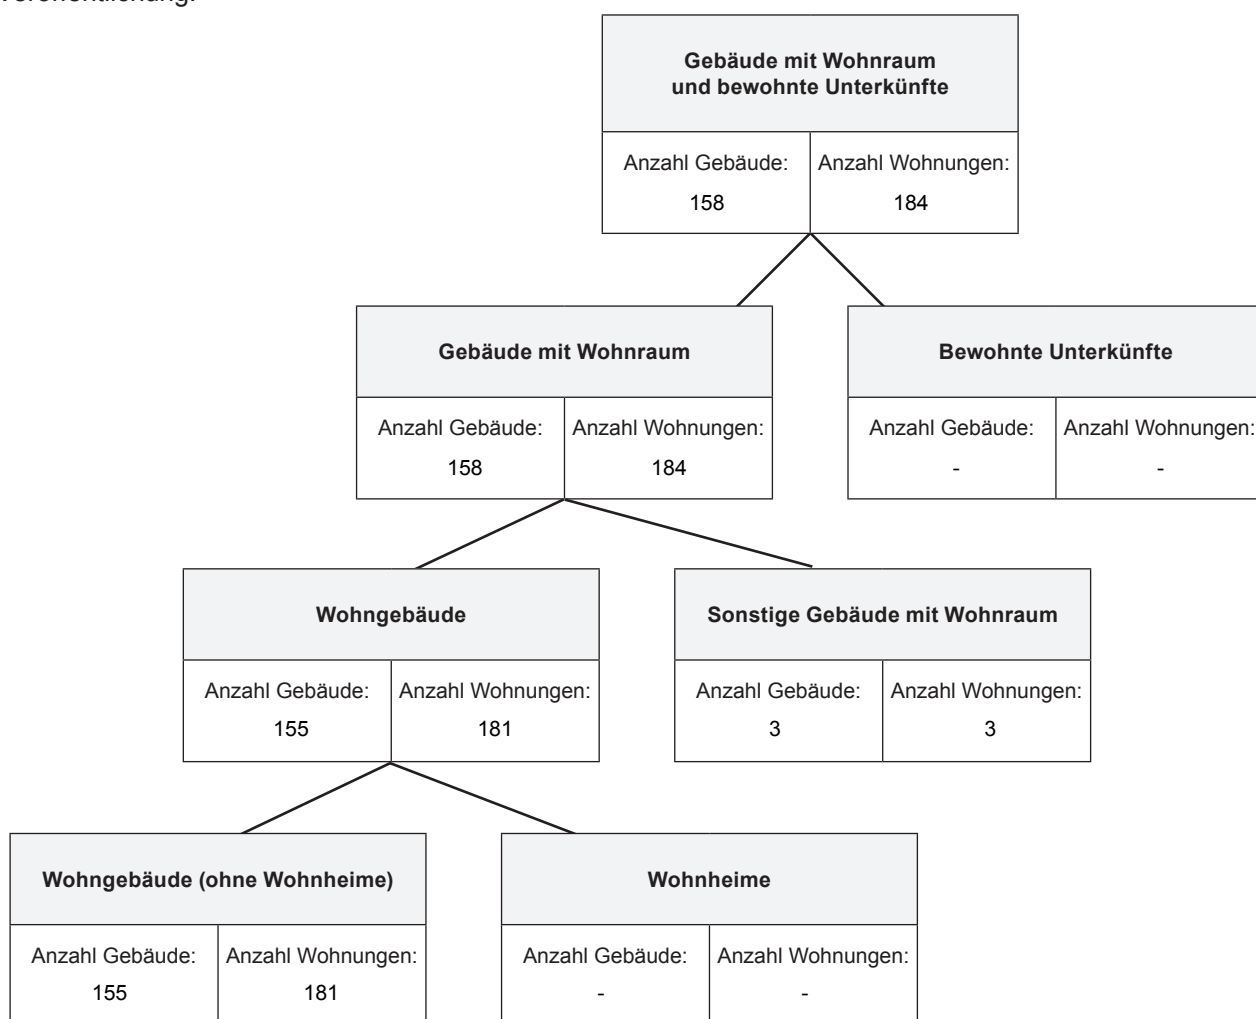 Veröffentlichung.
Gebäude mit Wohnraum
und bewohnte Unterkünfte
Anzahl Gebäude: Anzahl Wohnungen:
158 184
Gebäude mit Wohnraum
Anzahl Gebäude: Anzahl Wohnungen:
158 184
Bewohnte Unterkünfte
Anzahl Gebäude: Anzahl Wohnungen:
- -
Wohngebäude
Anzahl Gebäude: Anzahl Wohnungen:
155 181
Sonstige Gebäude mit Wohnraum
Anzahl Gebäude: Anzahl Wohnungen:
3 3
Wohngebäude (ohne Wohnheime)
Anzahl Gebäude: Anzahl Wohnungen:
155 181
Wohnheime
Anzahl Gebäude: Anzahl Wohnungen:
- -